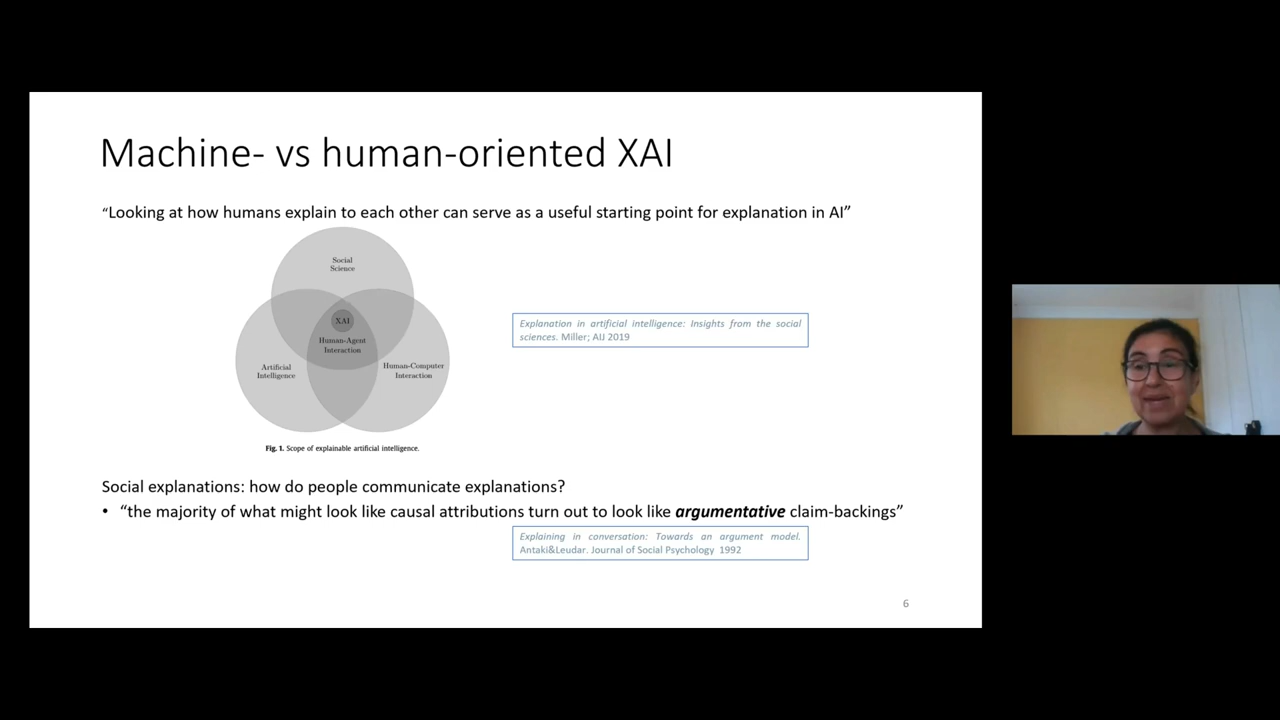 Machine- vs human-oriented XAI
“Looking at how humans explain to each other can serve as a useful starting point for explanation in AI”
Social
Science
XAI
Human-Agent
Interaction
Artificial
Intelligence
Human-Computer
Interaction
Fig. 1. Scope of explainable artificial intelligence.
Explanation in artificial intelligence: Insights from the social
sciences. Miller; AIJ 2019
Social explanations: how do people communicate explanations?
• “the majority of what might look like causal attributions turn out to look like argumentative claim-backings”
Explaining in conversation: Towards an argument model.
Antaki&Leudar. Journal of Social Psychology 1992
6